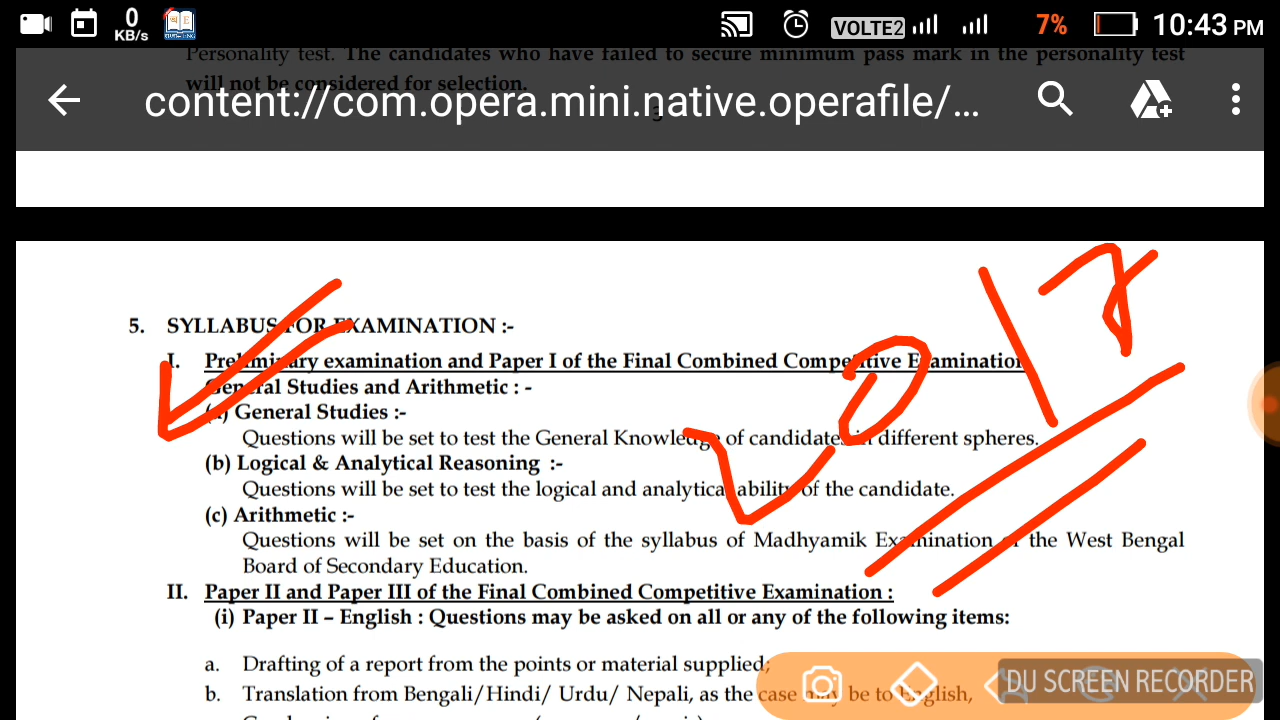 0
KB/s
VOLTE2
7%
10:43 PM
Personality test. The candidates who have failed to secure minimum pass mark in the personality test
will not be considered for selection.
content://com.opera.mini.native.operafile/...
3
5. SYLLABUS FOR EXAMINATION :-
I. Preliminary examination and Paper I of the Final Combined Competitive Examination
General Studies and Arithmetic : -
(a) General Studies :-
Questions will be set to test the General Knowledge of candidates in different spheres.
(b) Logical & Analytical Reasoning :-
Questions will be set to test the logical and analytical ability of the candidate.
(c) Arithmetic :-
Questions will be set on the basis of the syllabus of Madhyamik Examination of the West Bengal
Board of Secondary Education.
II. Paper II and Paper III of the Final Combined Competitive Examination :
(i) Paper II – English : Questions may be asked on all or any of the following items:
a. Drafting of a report from the points or material supplied;
b. Translation from Bengali/Hindi/ Urdu/ Nepali, as the case may be to English,
DU SCREEN RECORDER